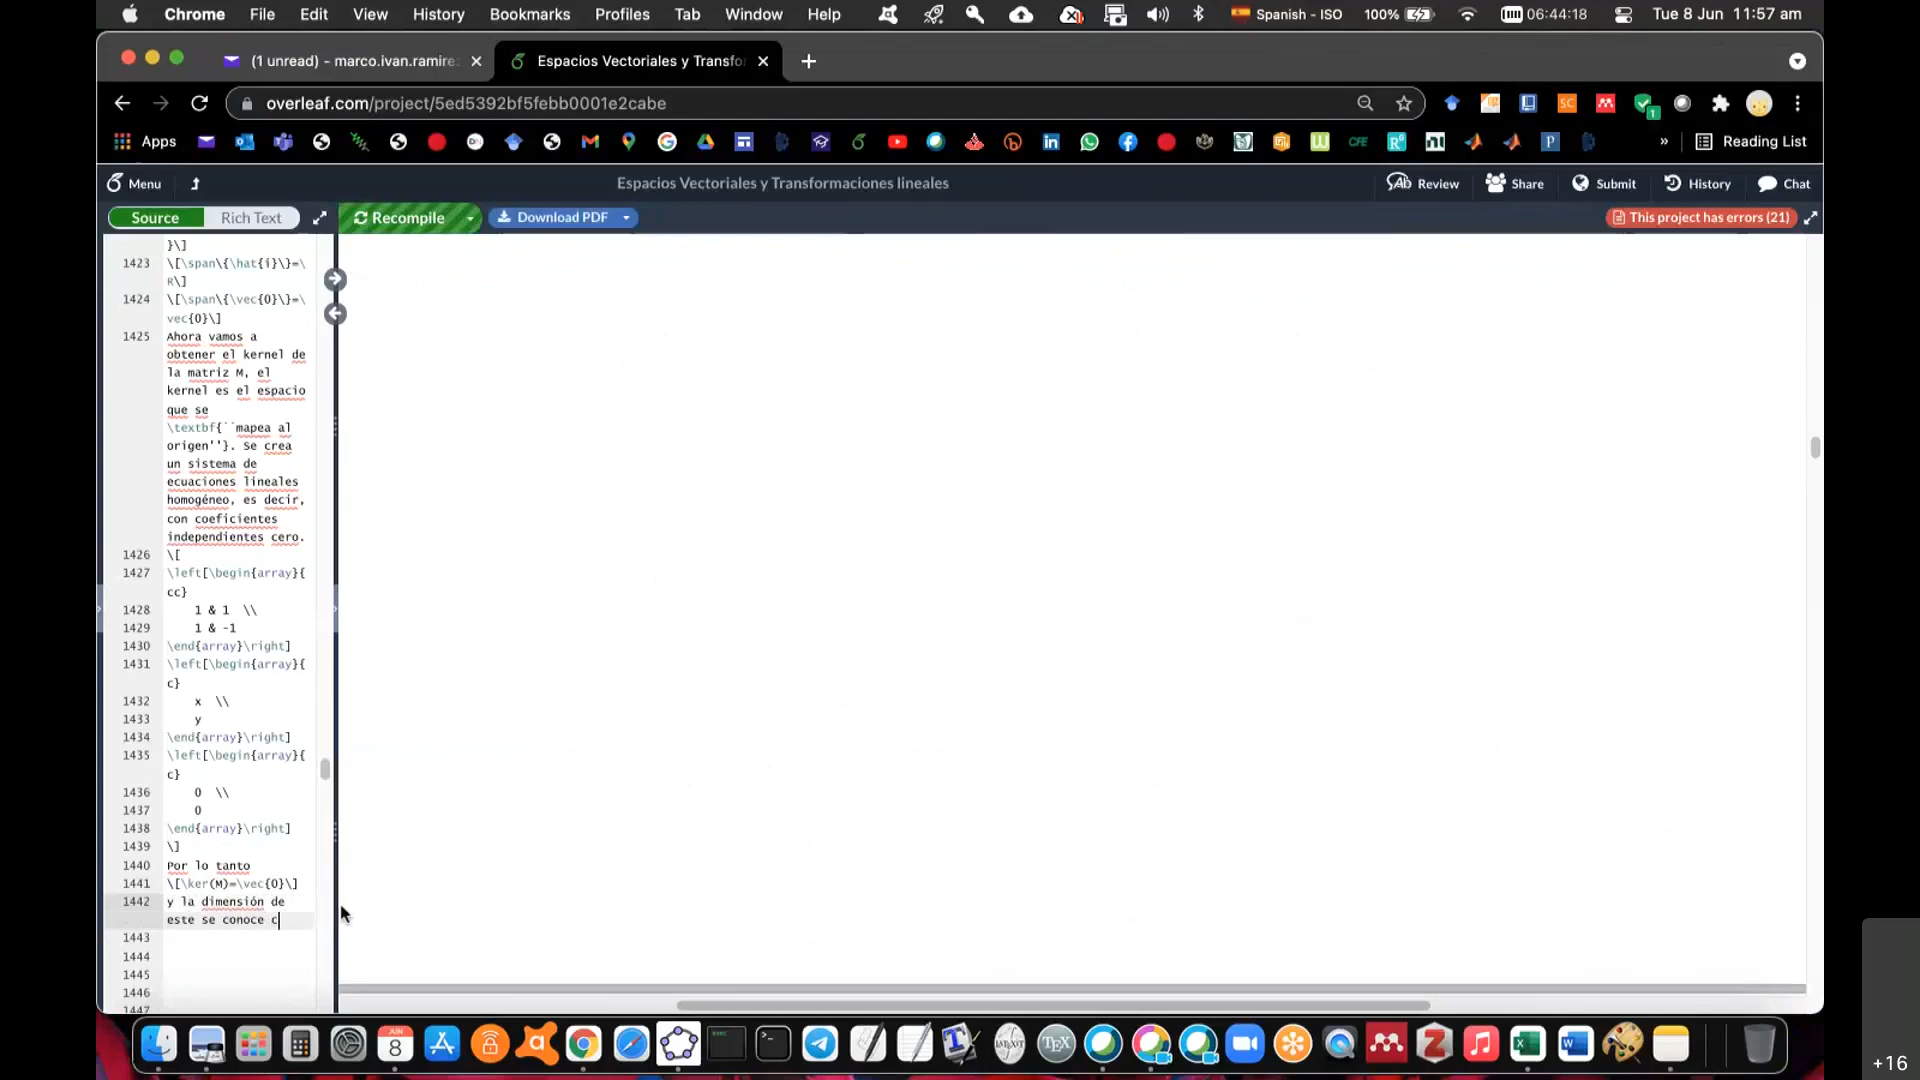 Chrome File Edit View History Bookmarks Profiles Tab Window Help Spanish - ISO 100% 06:44:18 Tue 8 Jun 11:57 am
(1 unread) - marco.ivan.ramire
Espacios Vectoriales y Transfo
overleaf.com/project/5ed5392bf5febb0001e2cabe
Apps
Reading List
Menu
Espacios Vectoriales y Transformaciones lineales
Review Share Submit History Chat
Source Rich Text Recompile Download PDF This project has errors (21)
}\]
1423 \[\span\{\hat{i}\}=\
R\]
1424 \[\span\{\vec{0}\}=\
vec{0}\]
1425 Ahora vamos a
obtener el kernel de
la matriz M, el
kernel es el espacio
que se
\textbf{``mapea al
origen''}. Se crea
un sistema de
ecuaciones lineales
homogéneo, es decir,
con coeficientes
independientes cero.
1426 \[
1427 \left[\begin{array}{
cc}
1428 1 & 1 \\
1429 1 & -1
1430 \end{array}\right]
1431 \left[\begin{array}{
c}
1432 x \\
1433 y
1434 \end{array}\right]
1435 \left[\begin{array}{
c}
1436 0 \\
1437 0
1438 \end{array}\right]
1439 \]
1440 Por lo tanto
1441 \[\ker(M)=\vec{0}\]
1442 y la dimensión de
este se conoce c
1443
1444
1445
1446
1447
+16